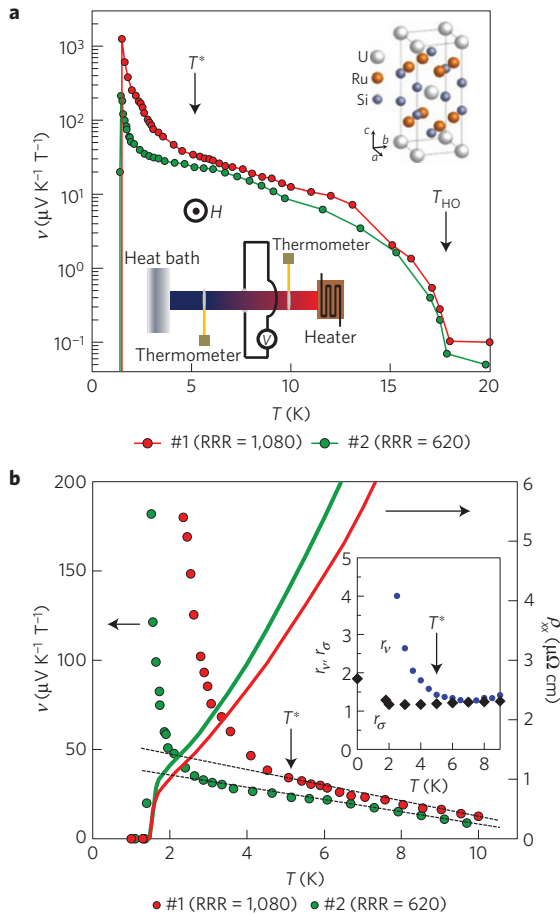 a
10³
10²
10¹
10⁰
10⁻¹
ν (μV K⁻¹ T⁻¹)
T*
U
Ru
Si
c
b
a
T_HO
H
Heat bath
Thermometer
Thermometer
V
Heater
0
5
10
15
20
T (K)
#1 (RRR = 1,080)
#2 (RRR = 620)
b
200
150
100
50
0
ν (μV K⁻¹ T⁻¹)
T*
6
5
4
3
2
1
0
ρ_xx (μΩ cm)
5
4
3
2
1
0
r_ν, r_σ
r_ν
T*
r_σ
0
2
4
6
8
T (K)
0
2
4
6
8
10
T (K)
#1 (RRR = 1,080)
#2 (RRR = 620)